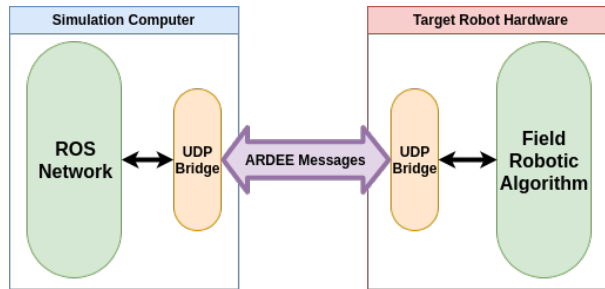 Simulation Computer
Target Robot Hardware
ROS
Network
UDP
Bridge
ARDEE Messages
UDP
Bridge
Field
Robotic
Algorithm